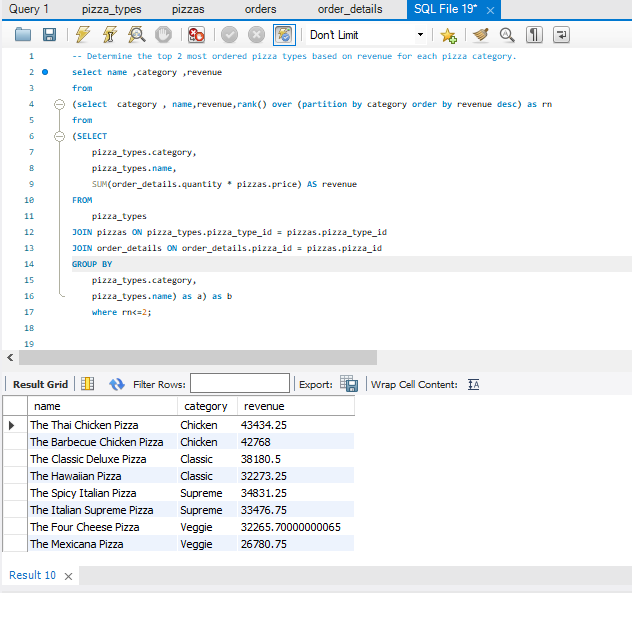 Query 1 pizza_types pizzas orders order_details SQL File 19* ×
Don't Limit
1 -- Determine the top 2 most ordered pizza types based on revenue for each pizza category.
2 select name ,category ,revenue
3 from
4 (select  category , name,revenue,rank() over (partition by category order by revenue desc) as rn
5 from
6 (SELECT
7 pizza_types.category,
8 pizza_types.name,
9 SUM(order_details.quantity * pizzas.price) AS revenue
10 FROM
11 pizza_types
12 JOIN pizzas ON pizza_types.pizza_type_id = pizzas.pizza_type_id
13 JOIN order_details ON order_details.pizza_id = pizzas.pizza_id
14 GROUP BY
15 pizza_types.category,
16 pizza_types.name) as a) as b
17 where rn<=2;
18
19
Result Grid Filter Rows: Export: Wrap Cell Content: IA
name category revenue
The Thai Chicken Pizza Chicken 43434.25
The Barbecue Chicken Pizza Chicken 42768
The Classic Deluxe Pizza Classic 38180.5
The Hawaiian Pizza Classic 32273.25
The Spicy Italian Pizza Supreme 34831.25
The Italian Supreme Pizza Supreme 33476.75
The Four Cheese Pizza Veggie 32265.70000000065
The Mexicana Pizza Veggie 26780.75
Result 10 ×